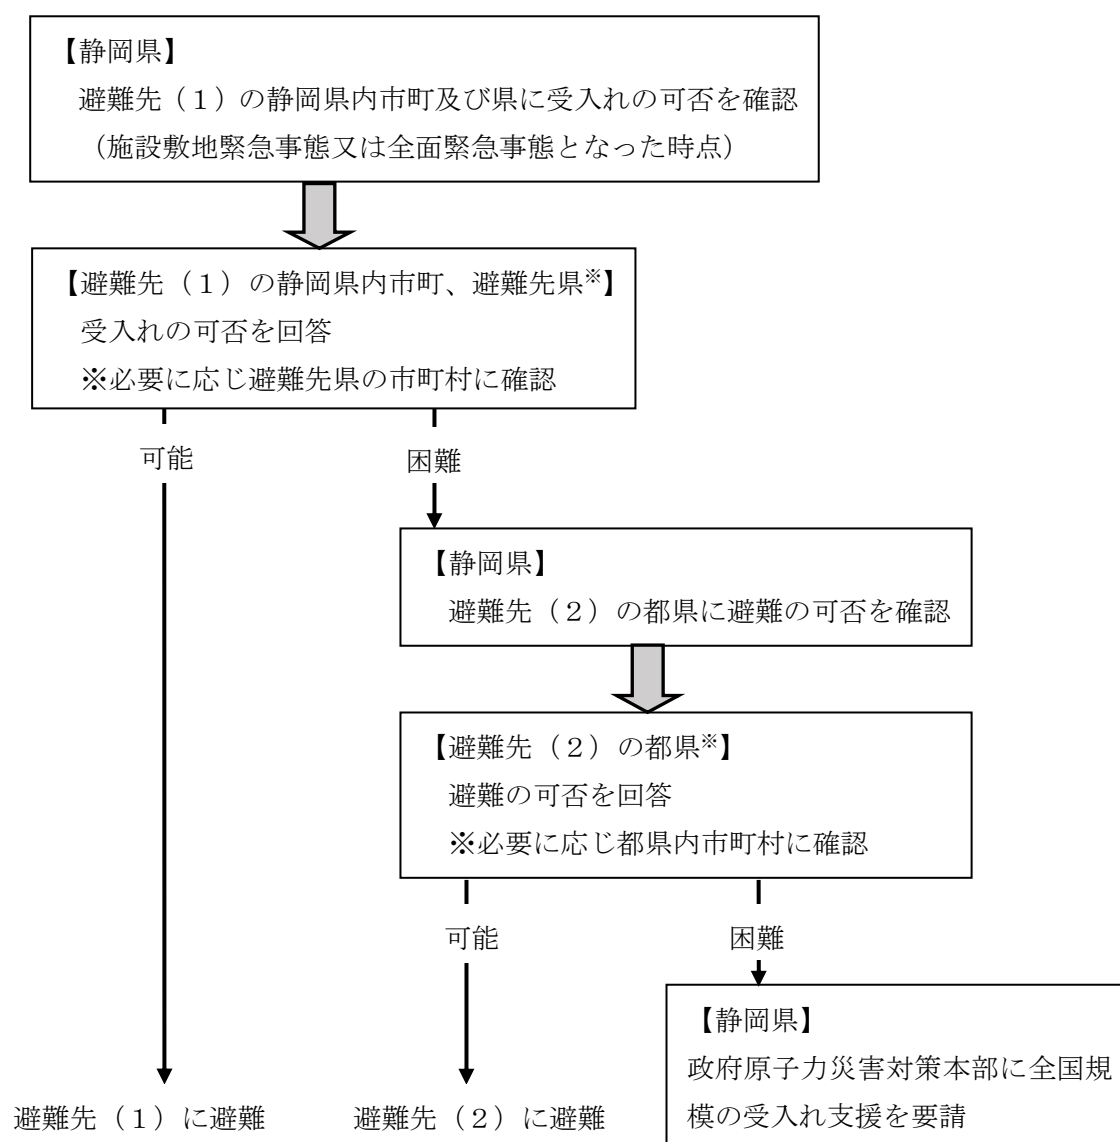 【静岡県】
避難先（１）の静岡県内市町及び県に受入れの可否を確認
（施設敷地緊急事態又は全面緊急事態となった時点）
【避難先（１）の静岡県内市町、避難先県※】
受入れの可否を回答
※必要に応じ避難先県の市町村に確認
可能
困難
【静岡県】
避難先（２）の都県に避難の可否を確認
【避難先（２）の都県※】
避難の可否を回答
※必要に応じ都県内市町村に確認
可能
困難
【静岡県】
政府原子力災害対策本部に全国規
模の受入れ支援を要請
避難先（１）に避難
避難先（２）に避難